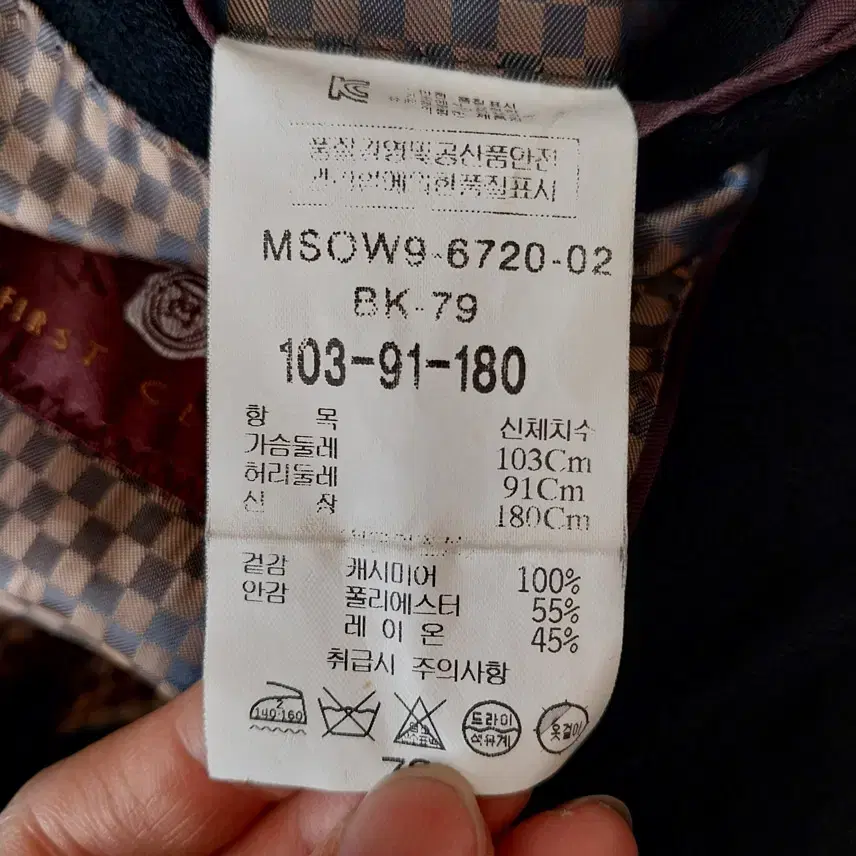 품질경영및공산품안전
관리법에의한품질표시
MSOW9-6720-02
BK-79
103-91-180
항 목 신체치수
가슴둘레 103Cm
허리둘레 91Cm
신 장 180Cm
겉감 캐시미어 100%
안감 폴리에스터 55%
레 이 온 45%
취급시 주의사항
2
140-160
드라이
석유계
옷걸이
FIRST